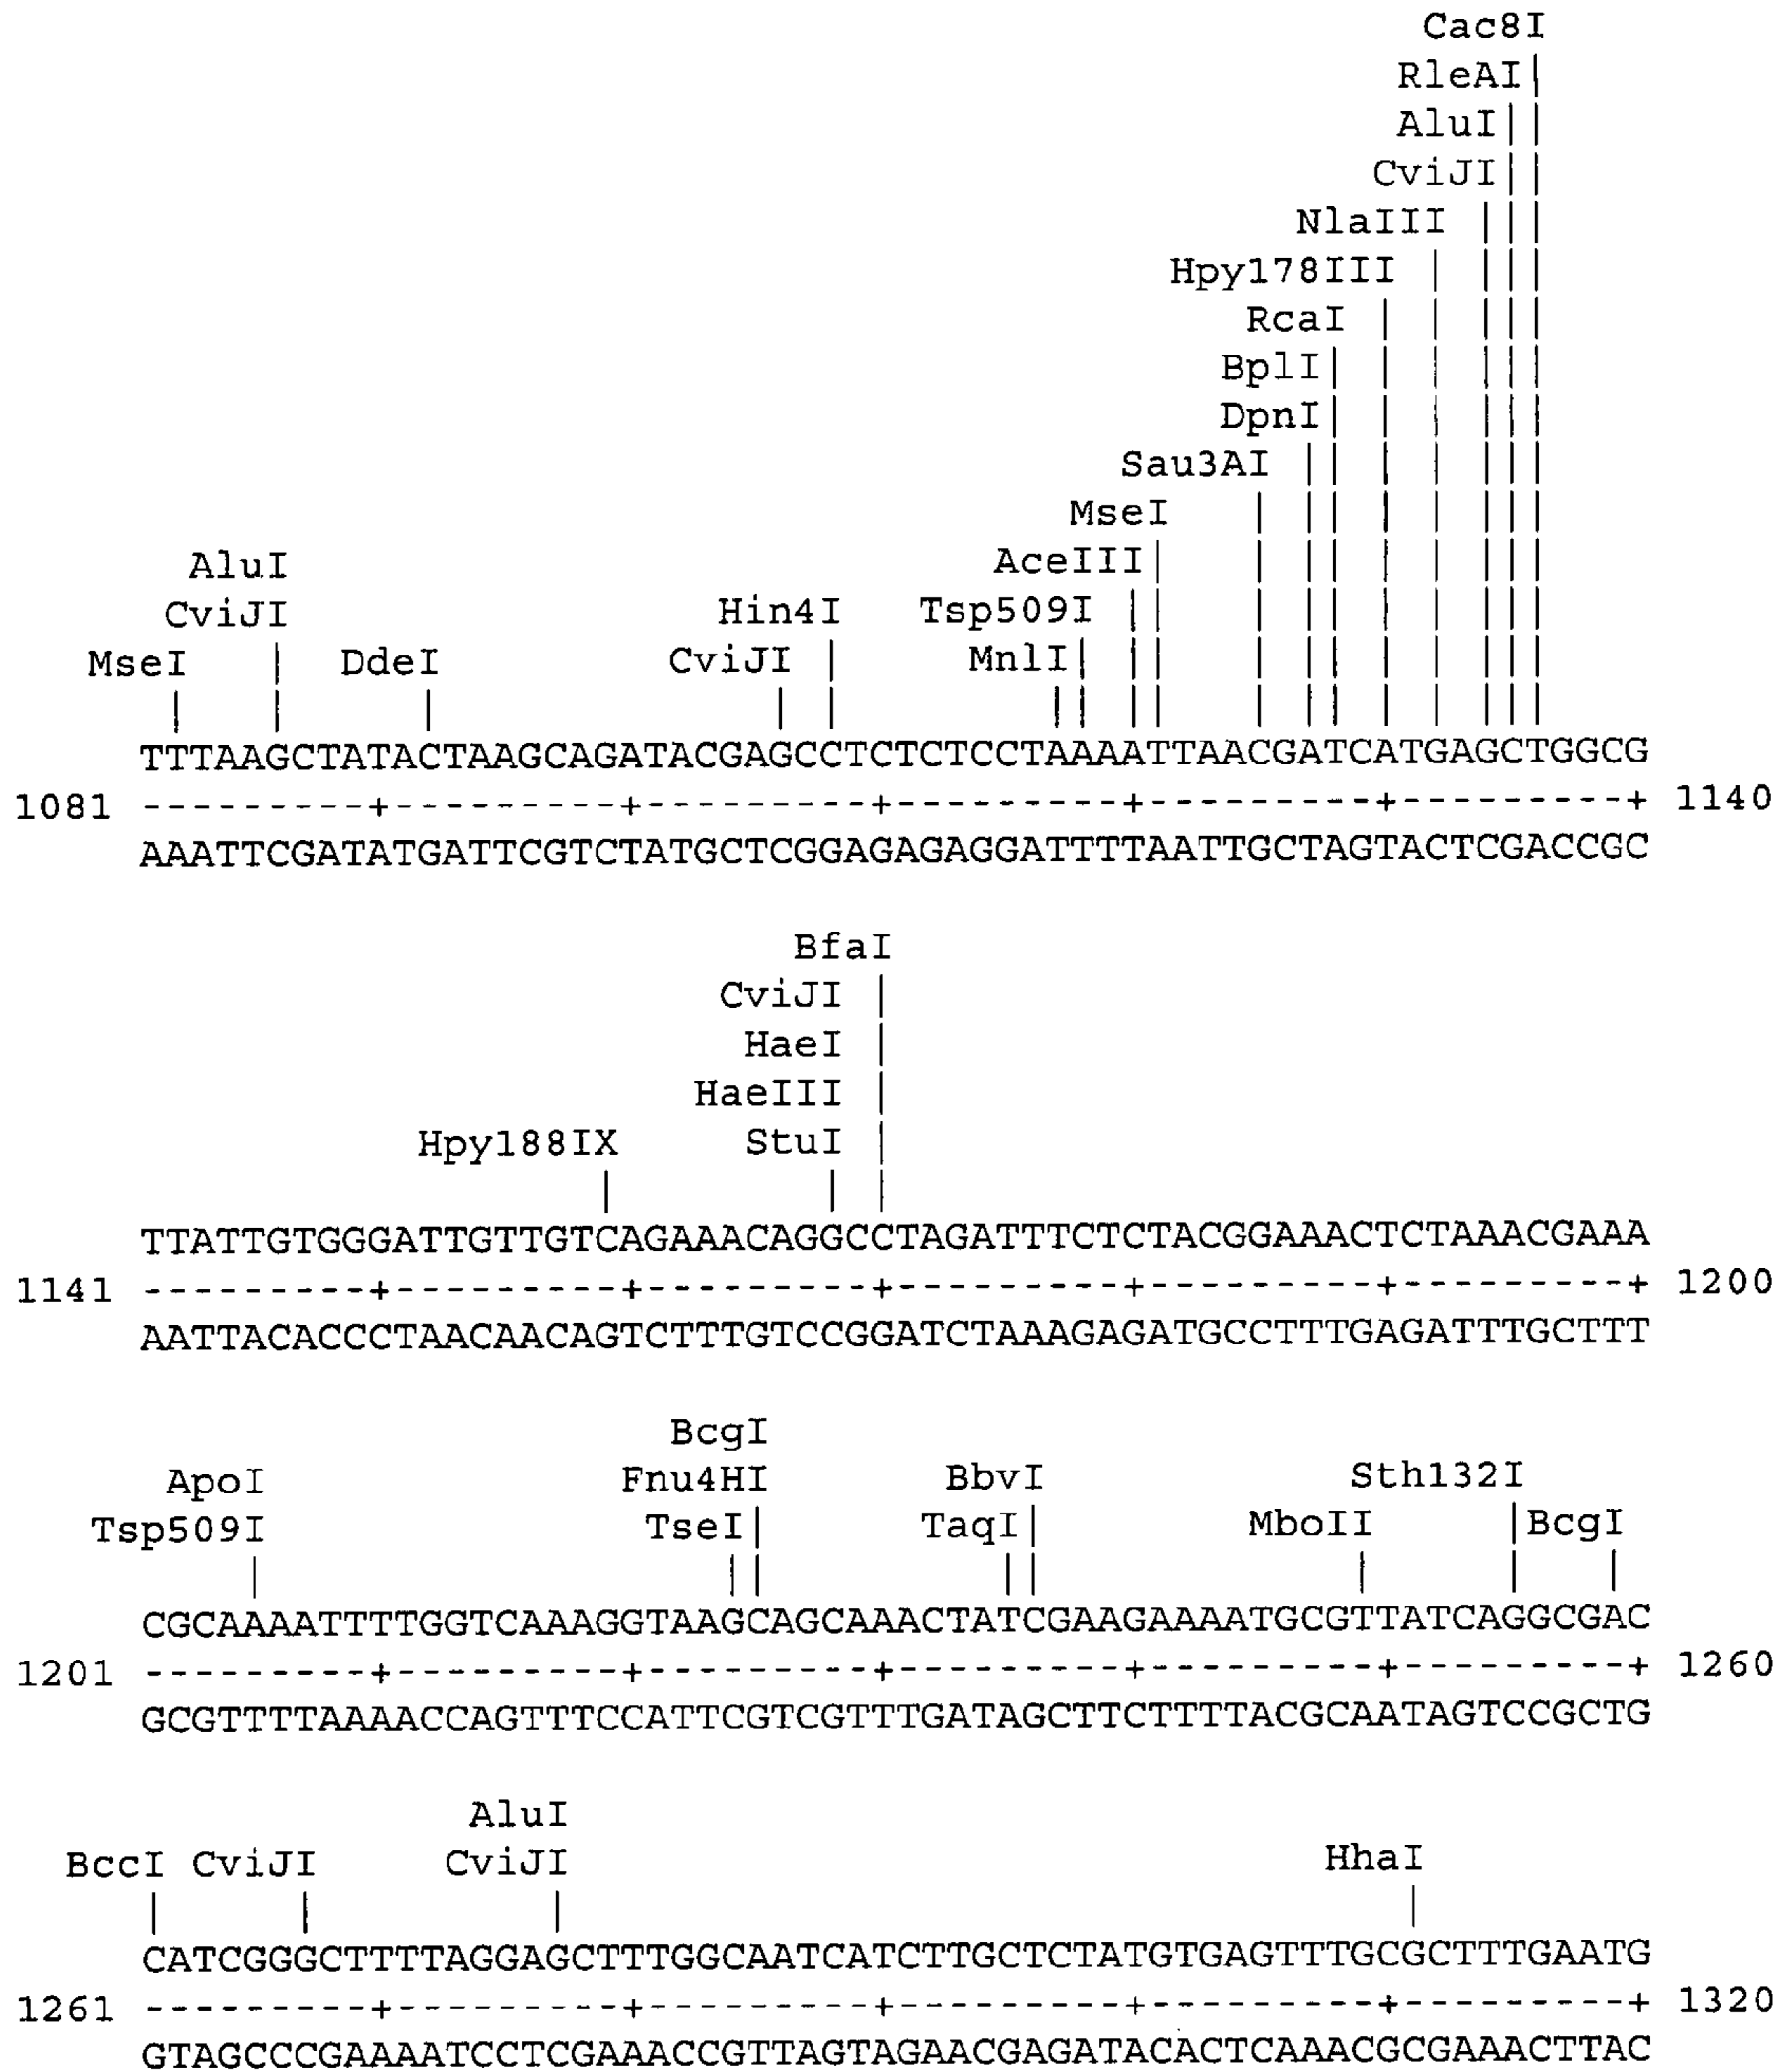 Cac8I
RleAI
AluI
CviJI
NlaIII
Hpy178III
RcaI
BplI
DpnI
Sau3AI
MseI
AluI AceIII
CviJI Hin4I Tsp509I
MseI DdeI CviJI MnlI
TTTAAGCTATACTAAGCAGATACGAGCCTCTCTCCTAAAATTAACGATCATGAGCTGGCG
1081 ---------+---------+---------+---------+---------+---------+ 1140
AAATTCGATATGATTCGTCTATGCTCGGAGAGAGGATTTTAATTGCTAGTACTCGACCGC
BfaI
CviJI
HaeI
HaeIII
Hpy188IX StuI
TTATTGTGGGATTGTTGTCAGAAACAGGCCTAGATTTCTCTACGGAAACTCTAAACGAAA
1141 ---------+---------+---------+---------+---------+---------+ 1200
AATTACACCCTAACAACAGTCTTTGTCCGGATCTAAAGAGATGCCTTTGAGATTTGCTTT
BcgI
ApoI Fnu4HI BbvI Sth132I
Tsp509I TseI TaqI MboII BcgI
CGCAAAATTTTGGTCAAAGGTAAGCAGCAAACTATCGAAGAAAATGCGTTATCAGGCGAC
1201 ---------+---------+---------+---------+---------+---------+ 1260
GCGTTTTAAAACCAGTTTCCATTCGTCGTTTGATAGCTTCTTTTACGCAATAGTCCGCTG
AluI
BccI CviJI CviJI HhaI
CATCGGGCTTTTAGGAGCTTTGGCAATCATCTTGCTCTATGTGAGTTTGCGCTTTGAATG
1261 ---------+---------+---------+---------+---------+---------+ 1320
GTAGCCCGAAAATCCTCGAAACCGTTAGTAGAACGAGATACACTCAAACGCGAAACTTAC